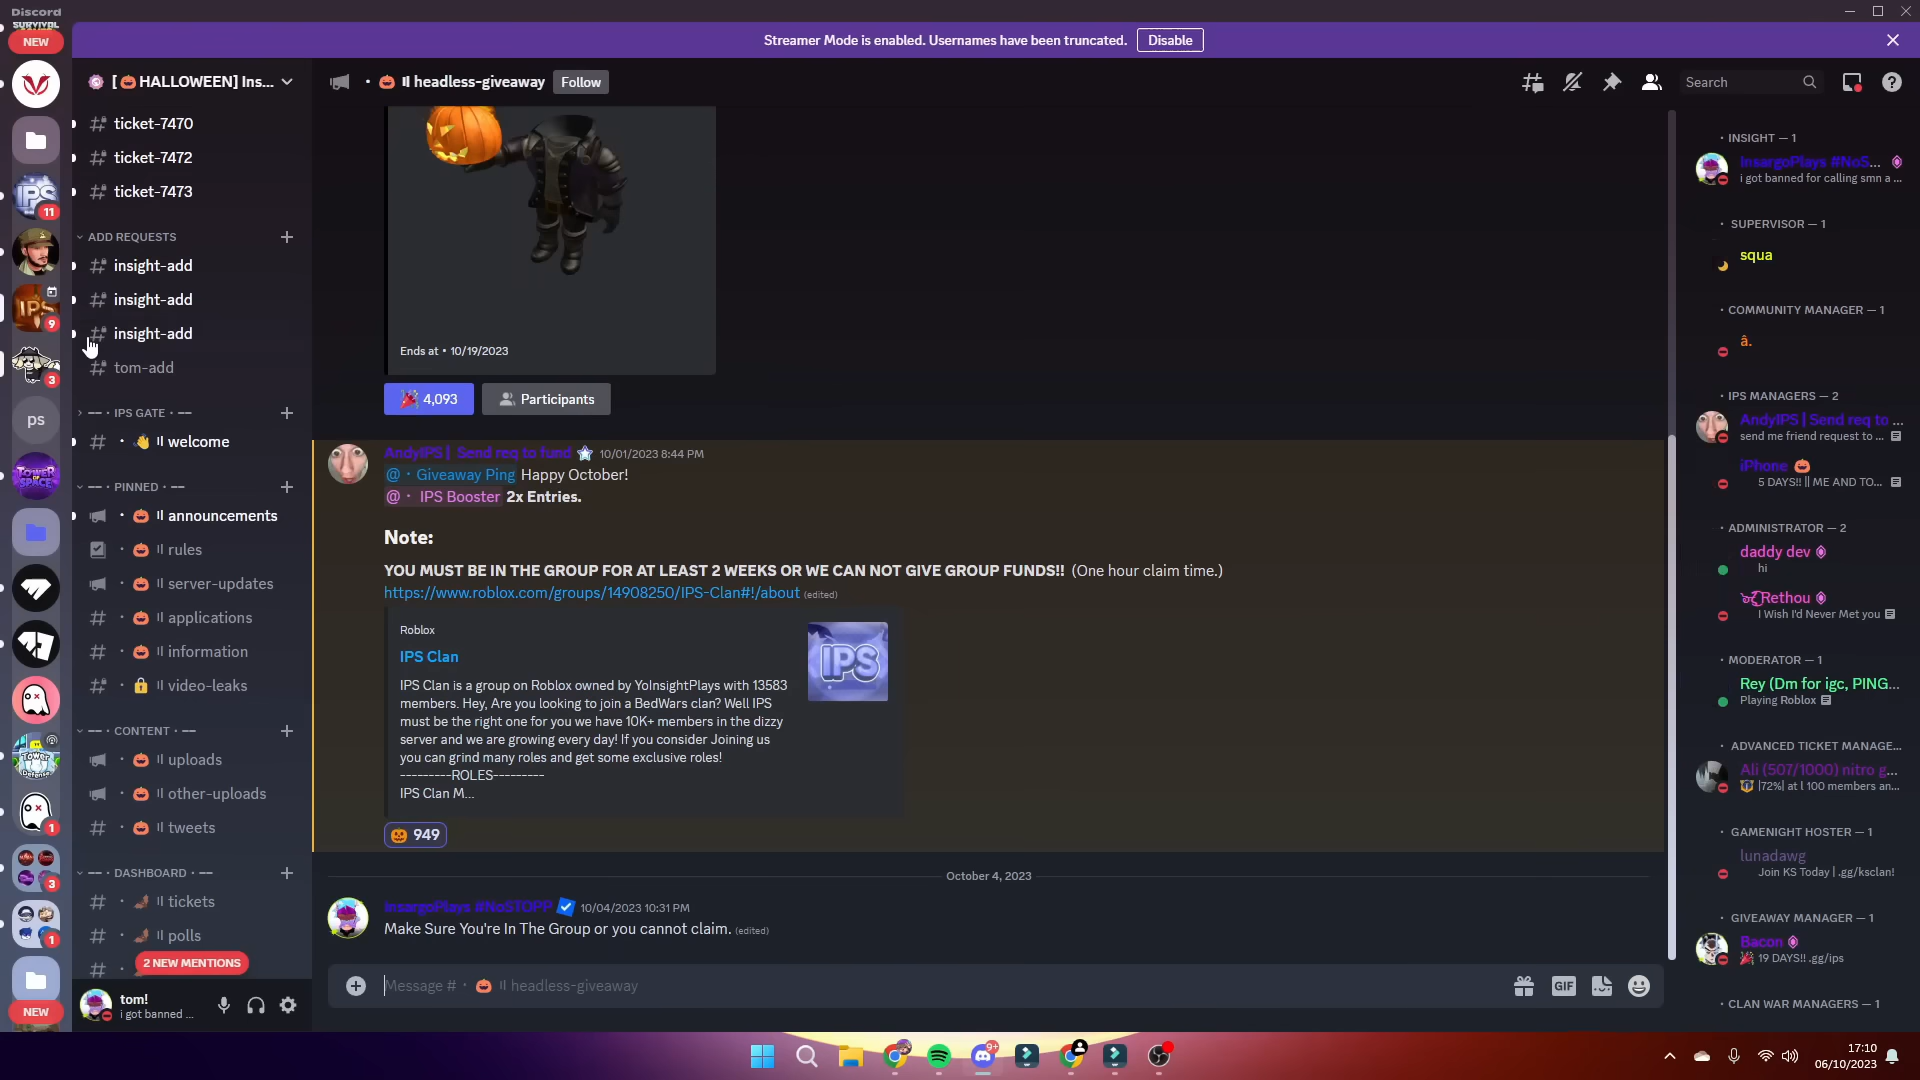 Discord
SURVIVAL
NEW
Streamer Mode is enabled. Usernames have been truncated.
Disable
[ 🎃HALLOWEEN] Ins...
ticket-7470
ticket-7472
ticket-7473
ADD REQUESTS
insight-add
insight-add
insight-add
tom-add
IPS GATE
welcome
PINNED
announcements
rules
server-updates
applications
information
video-leaks
CONTENT
uploads
other-uploads
tweets
DASHBOARD
tickets
polls
2 NEW MENTIONS
tom!
i got banned ...
IPS
11
IPS
9
3
ps
TOWER OF SPACE
Tower Defense
1
3
1
NEW
headless-giveaway
Follow
Search
Ends at • 10/19/2023
🎉 4,093
Participants
AndyIPS | Send req to fund 10/01/2023 8:44 PM
@・Giveaway Ping Happy October!
@・ IPS Booster 2x Entries.
Note:
YOU MUST BE IN THE GROUP FOR AT LEAST 2 WEEKS OR WE CAN NOT GIVE GROUP FUNDS!! (One hour claim time.)
https://www.roblox.com/groups/14908250/IPS-Clan#!/about (edited)
Roblox
IPS Clan
IPS
IPS Clan is a group on Roblox owned by YoInsightPlays with 13583
members. Hey, Are you looking to join a BedWars clan? Well IPS
must be the right one for you we have 10K+ members in the dizzy
server and we are growing every day! If you consider Joining us
you can grind many roles and get some exclusive roles!
---------ROLES---------
IPS Clan M...
🎃 949
October 4, 2023
InsargoPlays #NoSTOPP 10/04/2023 10:31 PM
Make Sure You're In The Group or you cannot claim. (edited)
Message #・🎃 || headless-giveaway
GIF
・INSIGHT — 1
InsargoPlays #NoS...
i got banned for calling smn a ...
・ SUPERVISOR — 1
squa
・COMMUNITY MANAGER — 1
â.
・IPS MANAGERS — 2
AndyIPS | Send req to ...
send me friend request to ...
iPhone 🎃
5 DAYS!! || ME AND TO...
・ADMINISTRATOR — 2
daddy dev
hi
Rethou
I Wish I'd Never Met you
・MODERATOR — 1
Rey (Dm for igc, PING...
Playing Roblox
・ADVANCED TICKET MANAGE...
Ali (507/1000) nitro g...
|72%| at l 100 members an...
・GAMENIGHT HOSTER — 1
lunadawg
Join KS Today | .gg/ksclan!
・GIVEAWAY MANAGER — 1
Bacon
🎉 19 DAYS!! .gg/ips
・CLAN WAR MANAGERS — 1
9+
17:10
06/10/2023